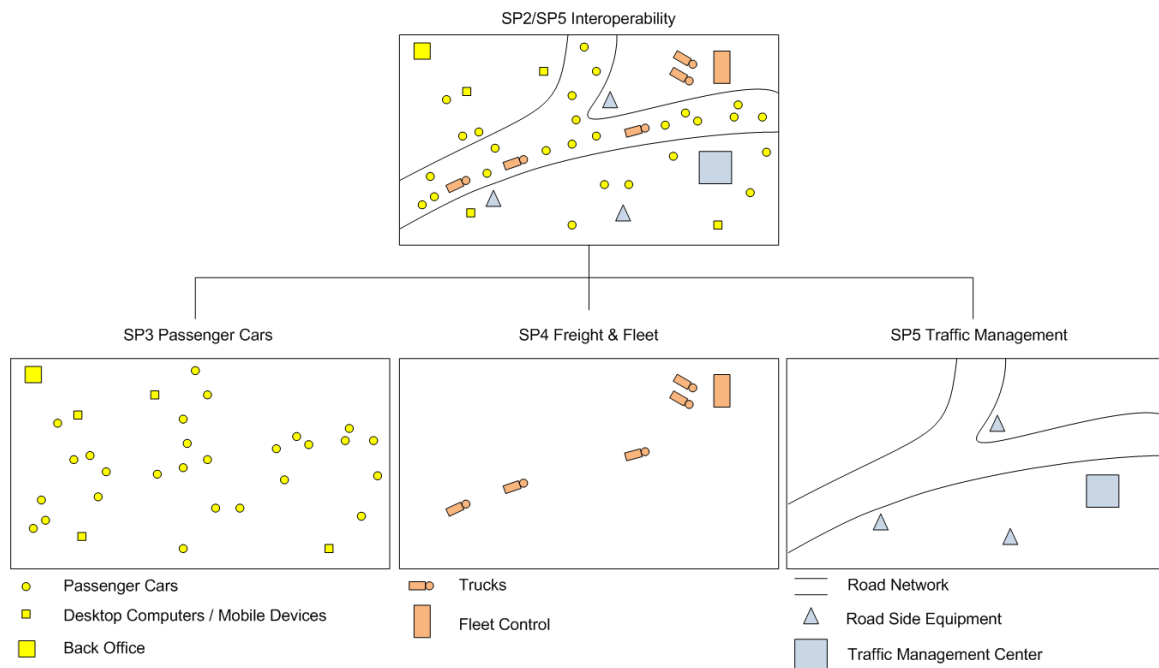 SP2/SP5 Interoperability
SP3 Passenger Cars
SP4 Freight & Fleet
SP5 Traffic Management
Passenger Cars
Desktop Computers / Mobile Devices
Back Office
Trucks
Fleet Control
Road Network
Road Side Equipment
Traffic Management Center